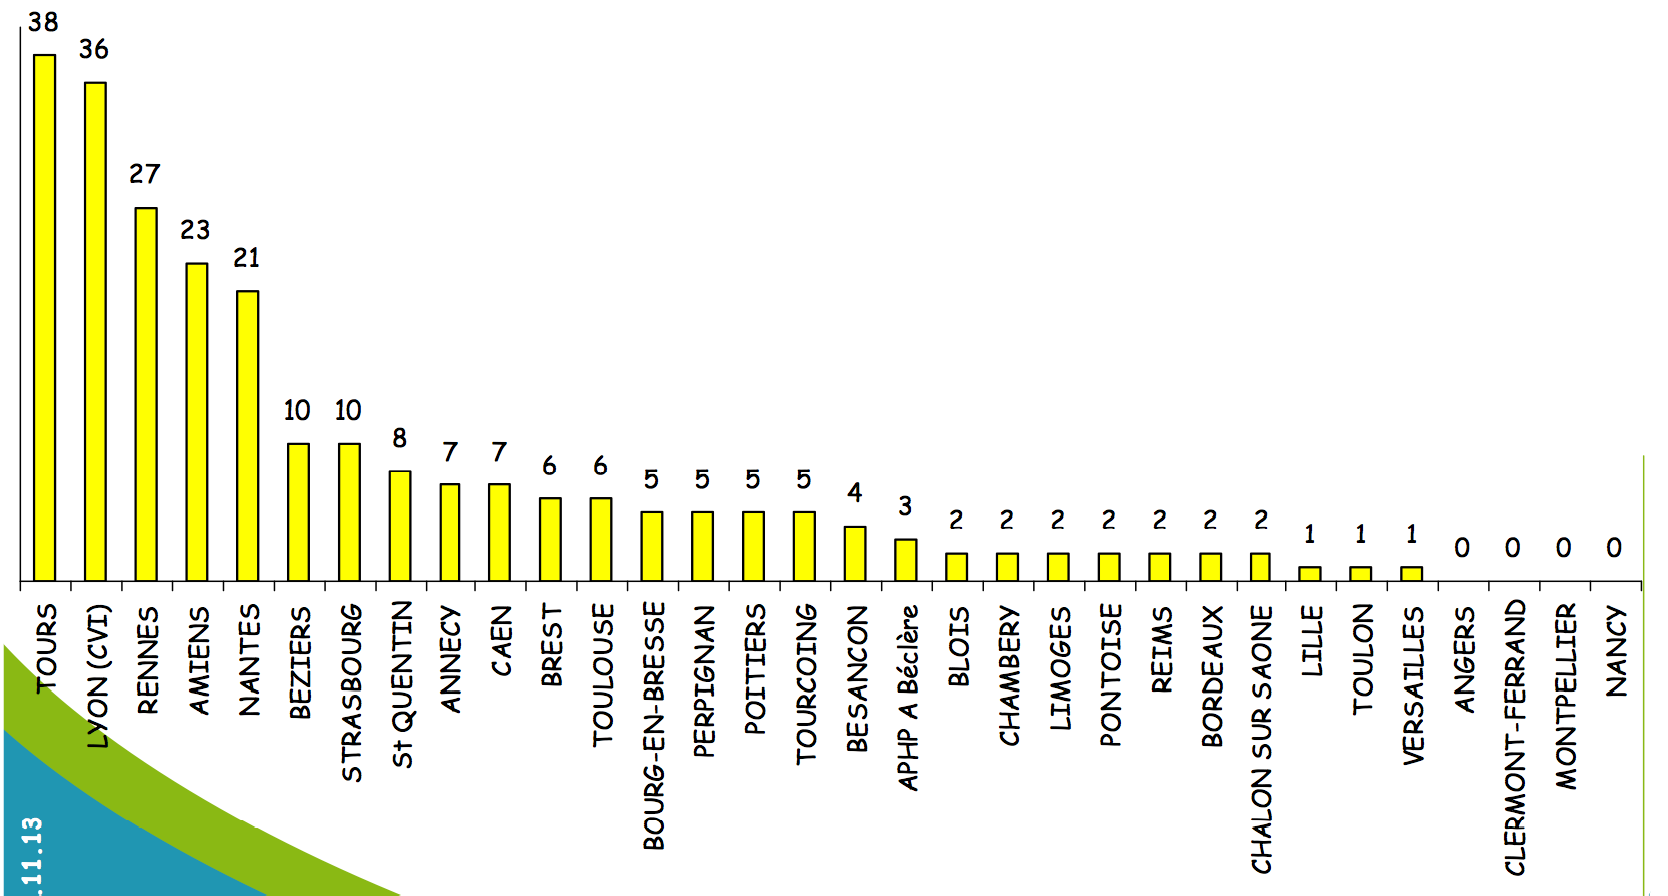 38
36
27
23
21
10
10
8
7
7
6
6
5
5
5
5
4
3
2
2
2
2
2
2
2
1
1
1
0
0
0
0
TOURS
LYON (CVI)
RENNES
AMIENS
NANTES
BEZIERS
STRASBOURG
St QUENTIN
ANNECY
CAEN
BREST
TOULOUSE
BOURG-EN-BRESSE
PERPIGNAN
POITIERS
TOURCOING
BESANCON
APHP A Béclère
BLOIS
CHAMBERY
LIMOGES
PONTOISE
REIMS
BORDEAUX
CHALON SUR SAONE
LILLE
TOULON
VERSAILLES
ANGERS
CLERMONT-FERRAND
MONTPELLIER
NANCY
.11.13